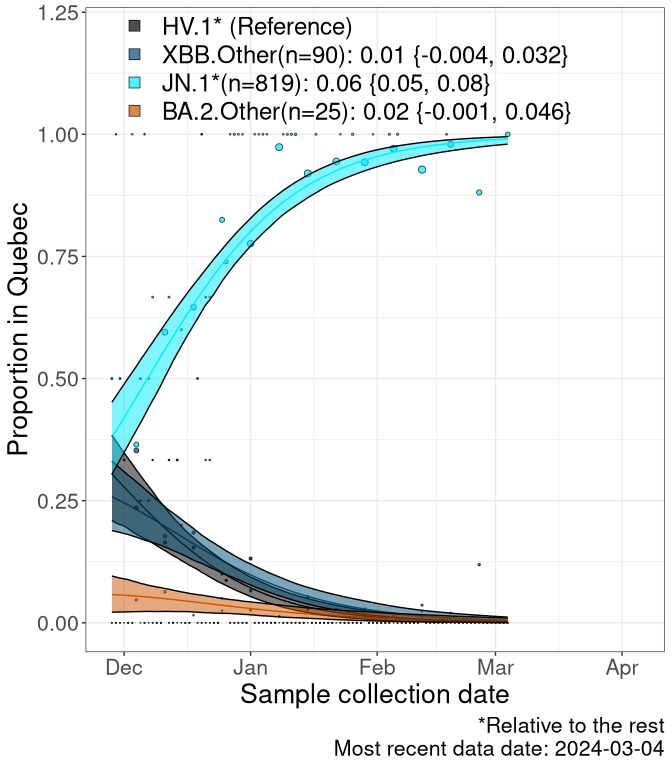 HV.1* (Reference)
XBB.Other(n=90): 0.01 {-0.004, 0.032}
JN.1*(n=819): 0.06 {0.05, 0.08}
BA.2.Other(n=25): 0.02 {-0.001, 0.046}
1.25
1.00
0.75
0.50
0.25
0.00
Proportion in Quebec
Dec Jan Feb Mar Apr
Sample collection date
*Relative to the rest
Most recent data date: 2024-03-04